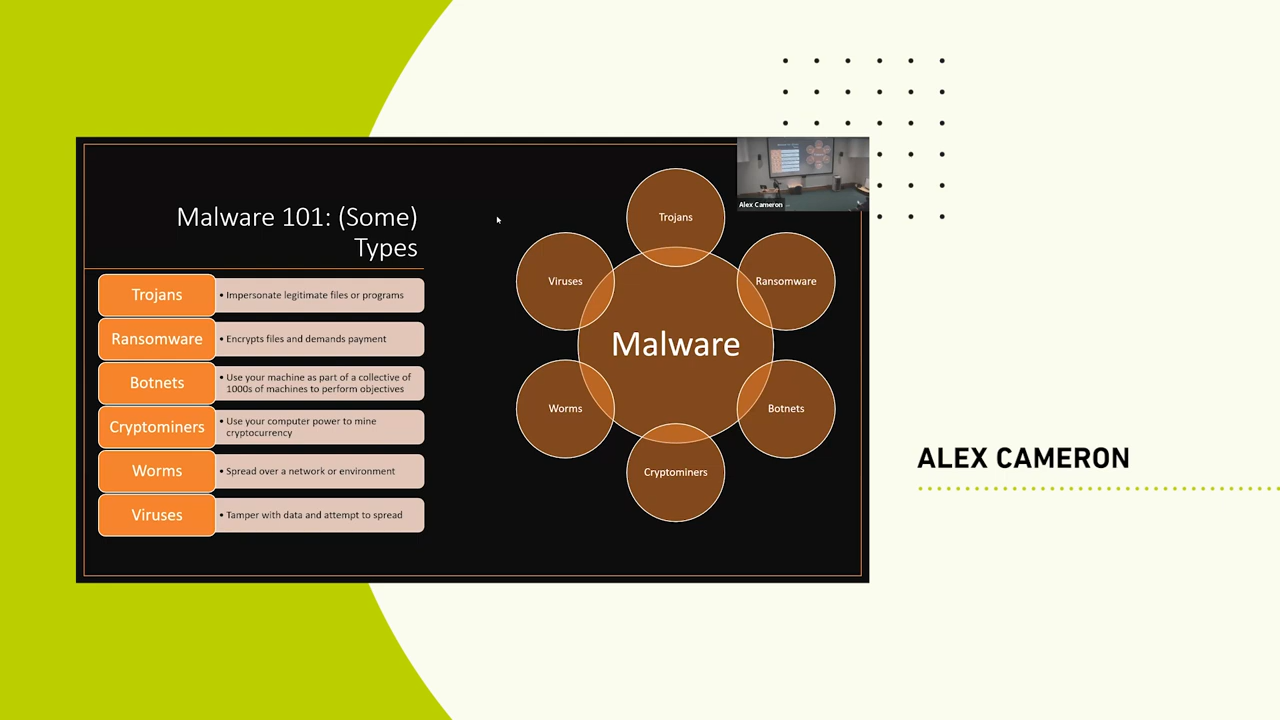 Malware 101: (Some)
Types
Trojans
• Impersonate legitimate files or programs
Ransomware
• Encrypts files and demands payment
Botnets
• Use your machine as part of a collective of
1000s of machines to perform objectives
Cryptominers
• Use your computer power to mine
cryptocurrency
Worms
• Spread over a network or environment
Viruses
• Tamper with data and attempt to spread
Trojans
Viruses
Ransomware
Malware
Worms
Botnets
Cryptominers
Alex Cameron
ALEX CAMERON